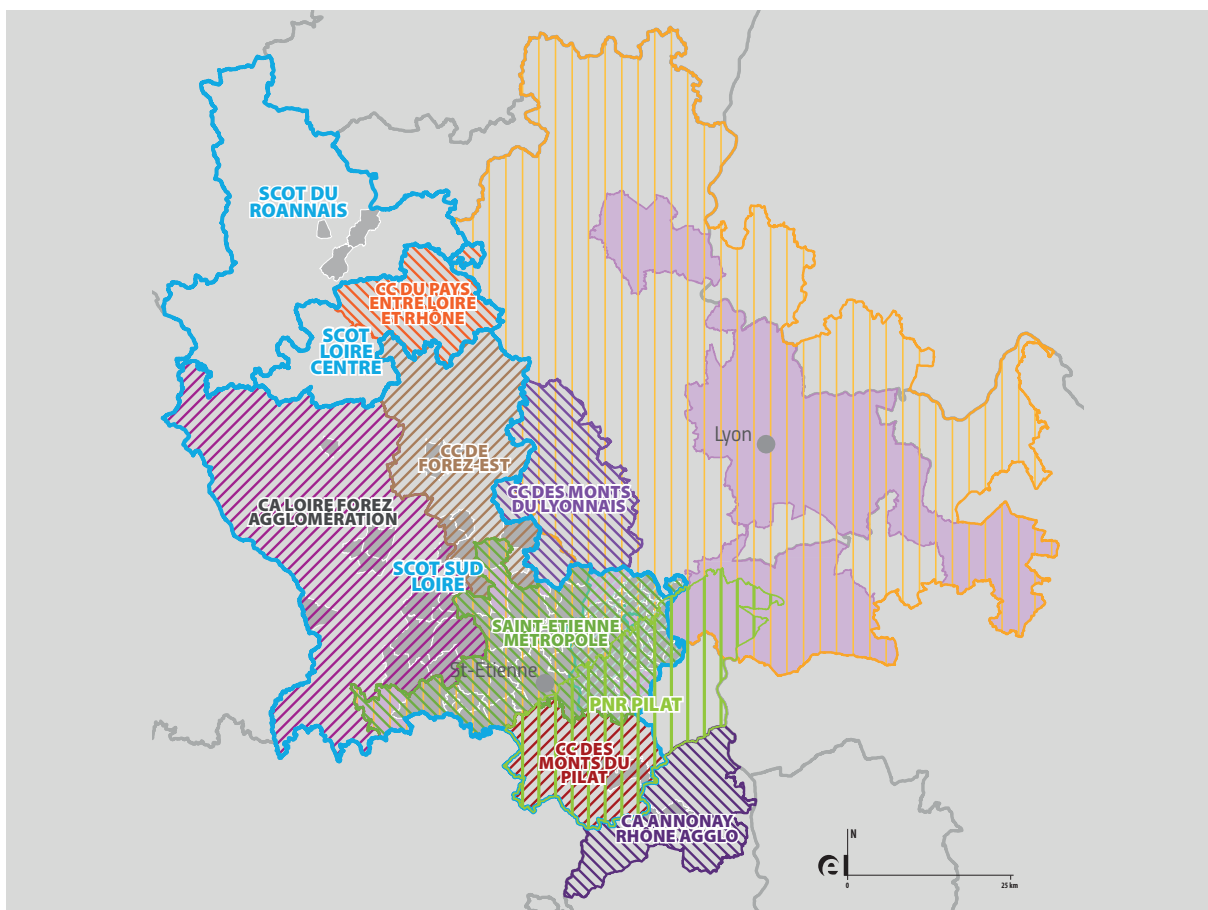 SCOT DU
ROANNAIS
CC DU PAYS
ENTRE LOIRE
ET RHÔNE
SCOT
LOIRE
CENTRE
Lyon
CC DE
FOREZ-EST
CC DES MONTS
DU LYONNAIS
CA LOIRE FOREZ
AGGLOMÉRATION
SCOT SUD
LOIRE
SAINT-ETIENNE
MÉTROPOLE
St-Etienne
PNR PILAT
CC DES
MONTS DU
PILAT
CA ANNONAY
RHÔNE AGGLO
N
el
0
25 km